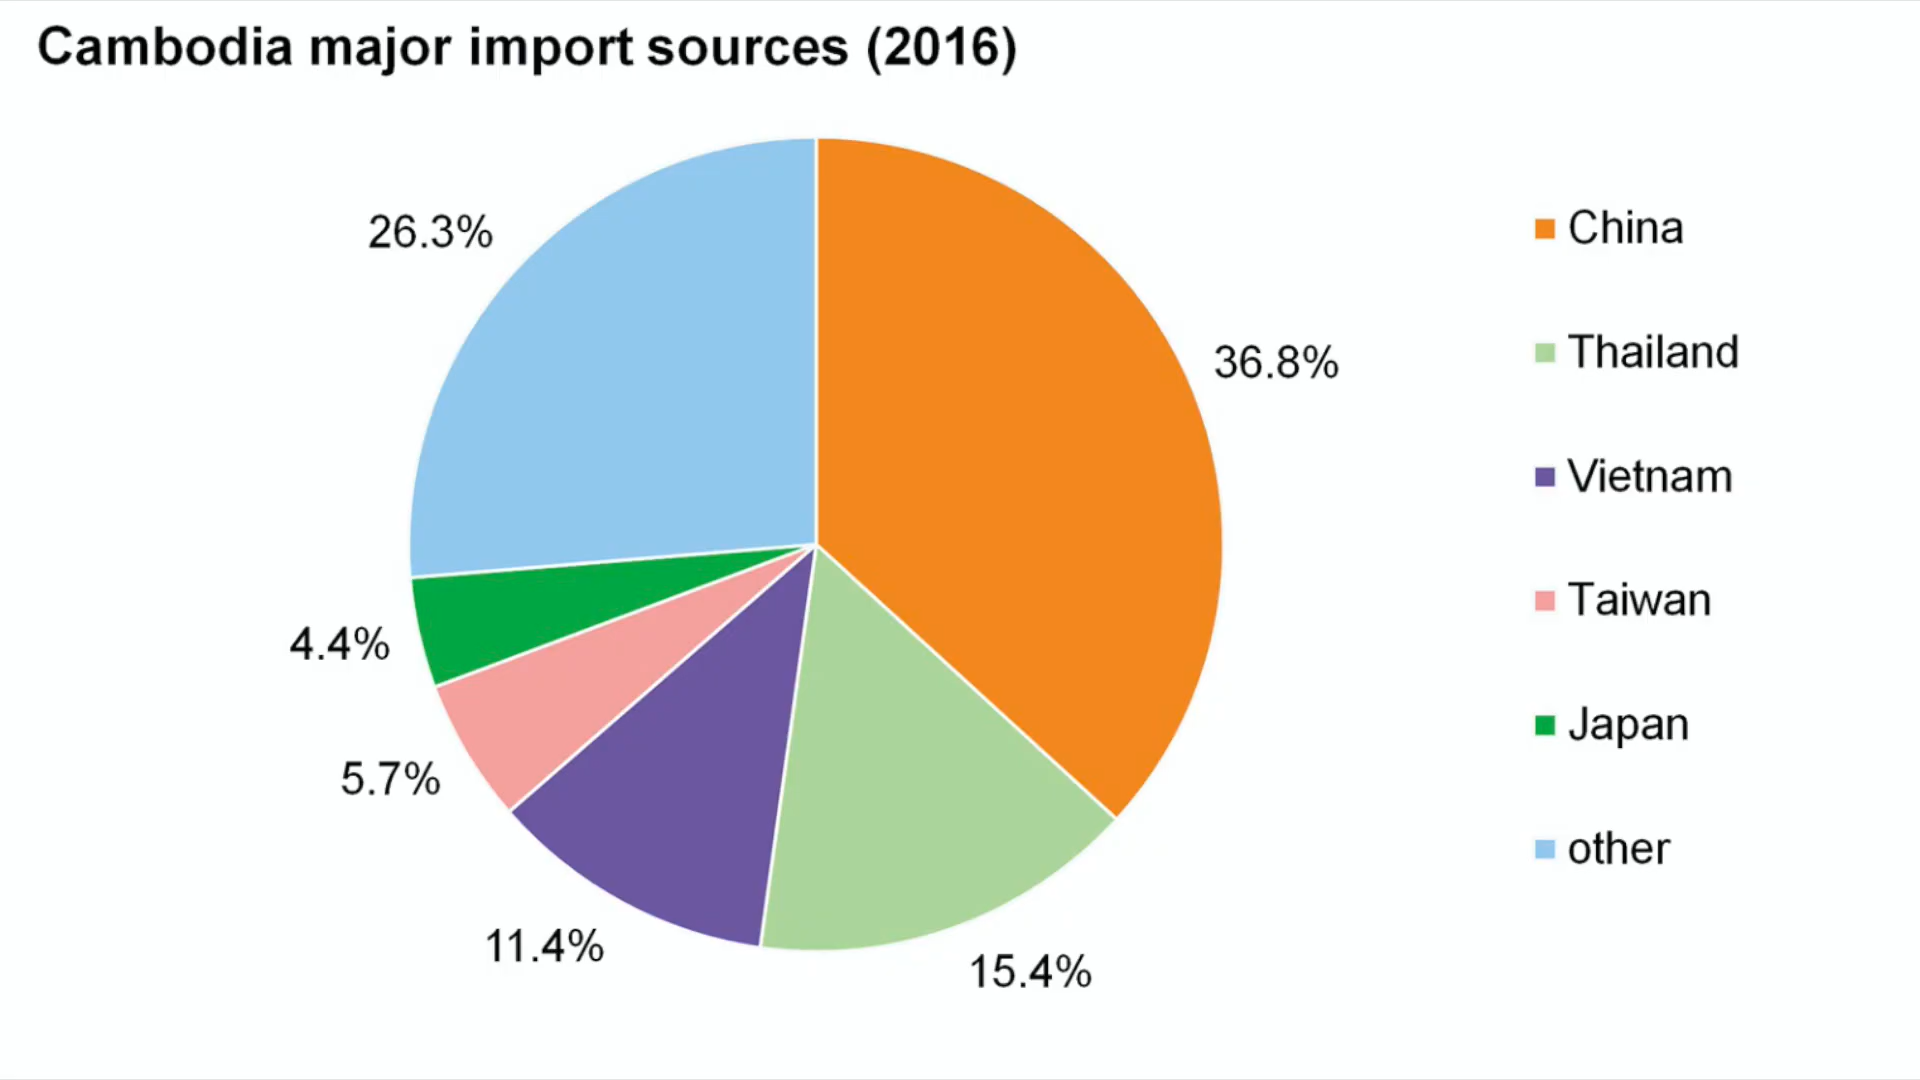 Cambodia major import sources (2016)
26.3%
36.8%
4.4%
5.7%
11.4%
15.4%
China
Thailand
Vietnam
Taiwan
Japan
other